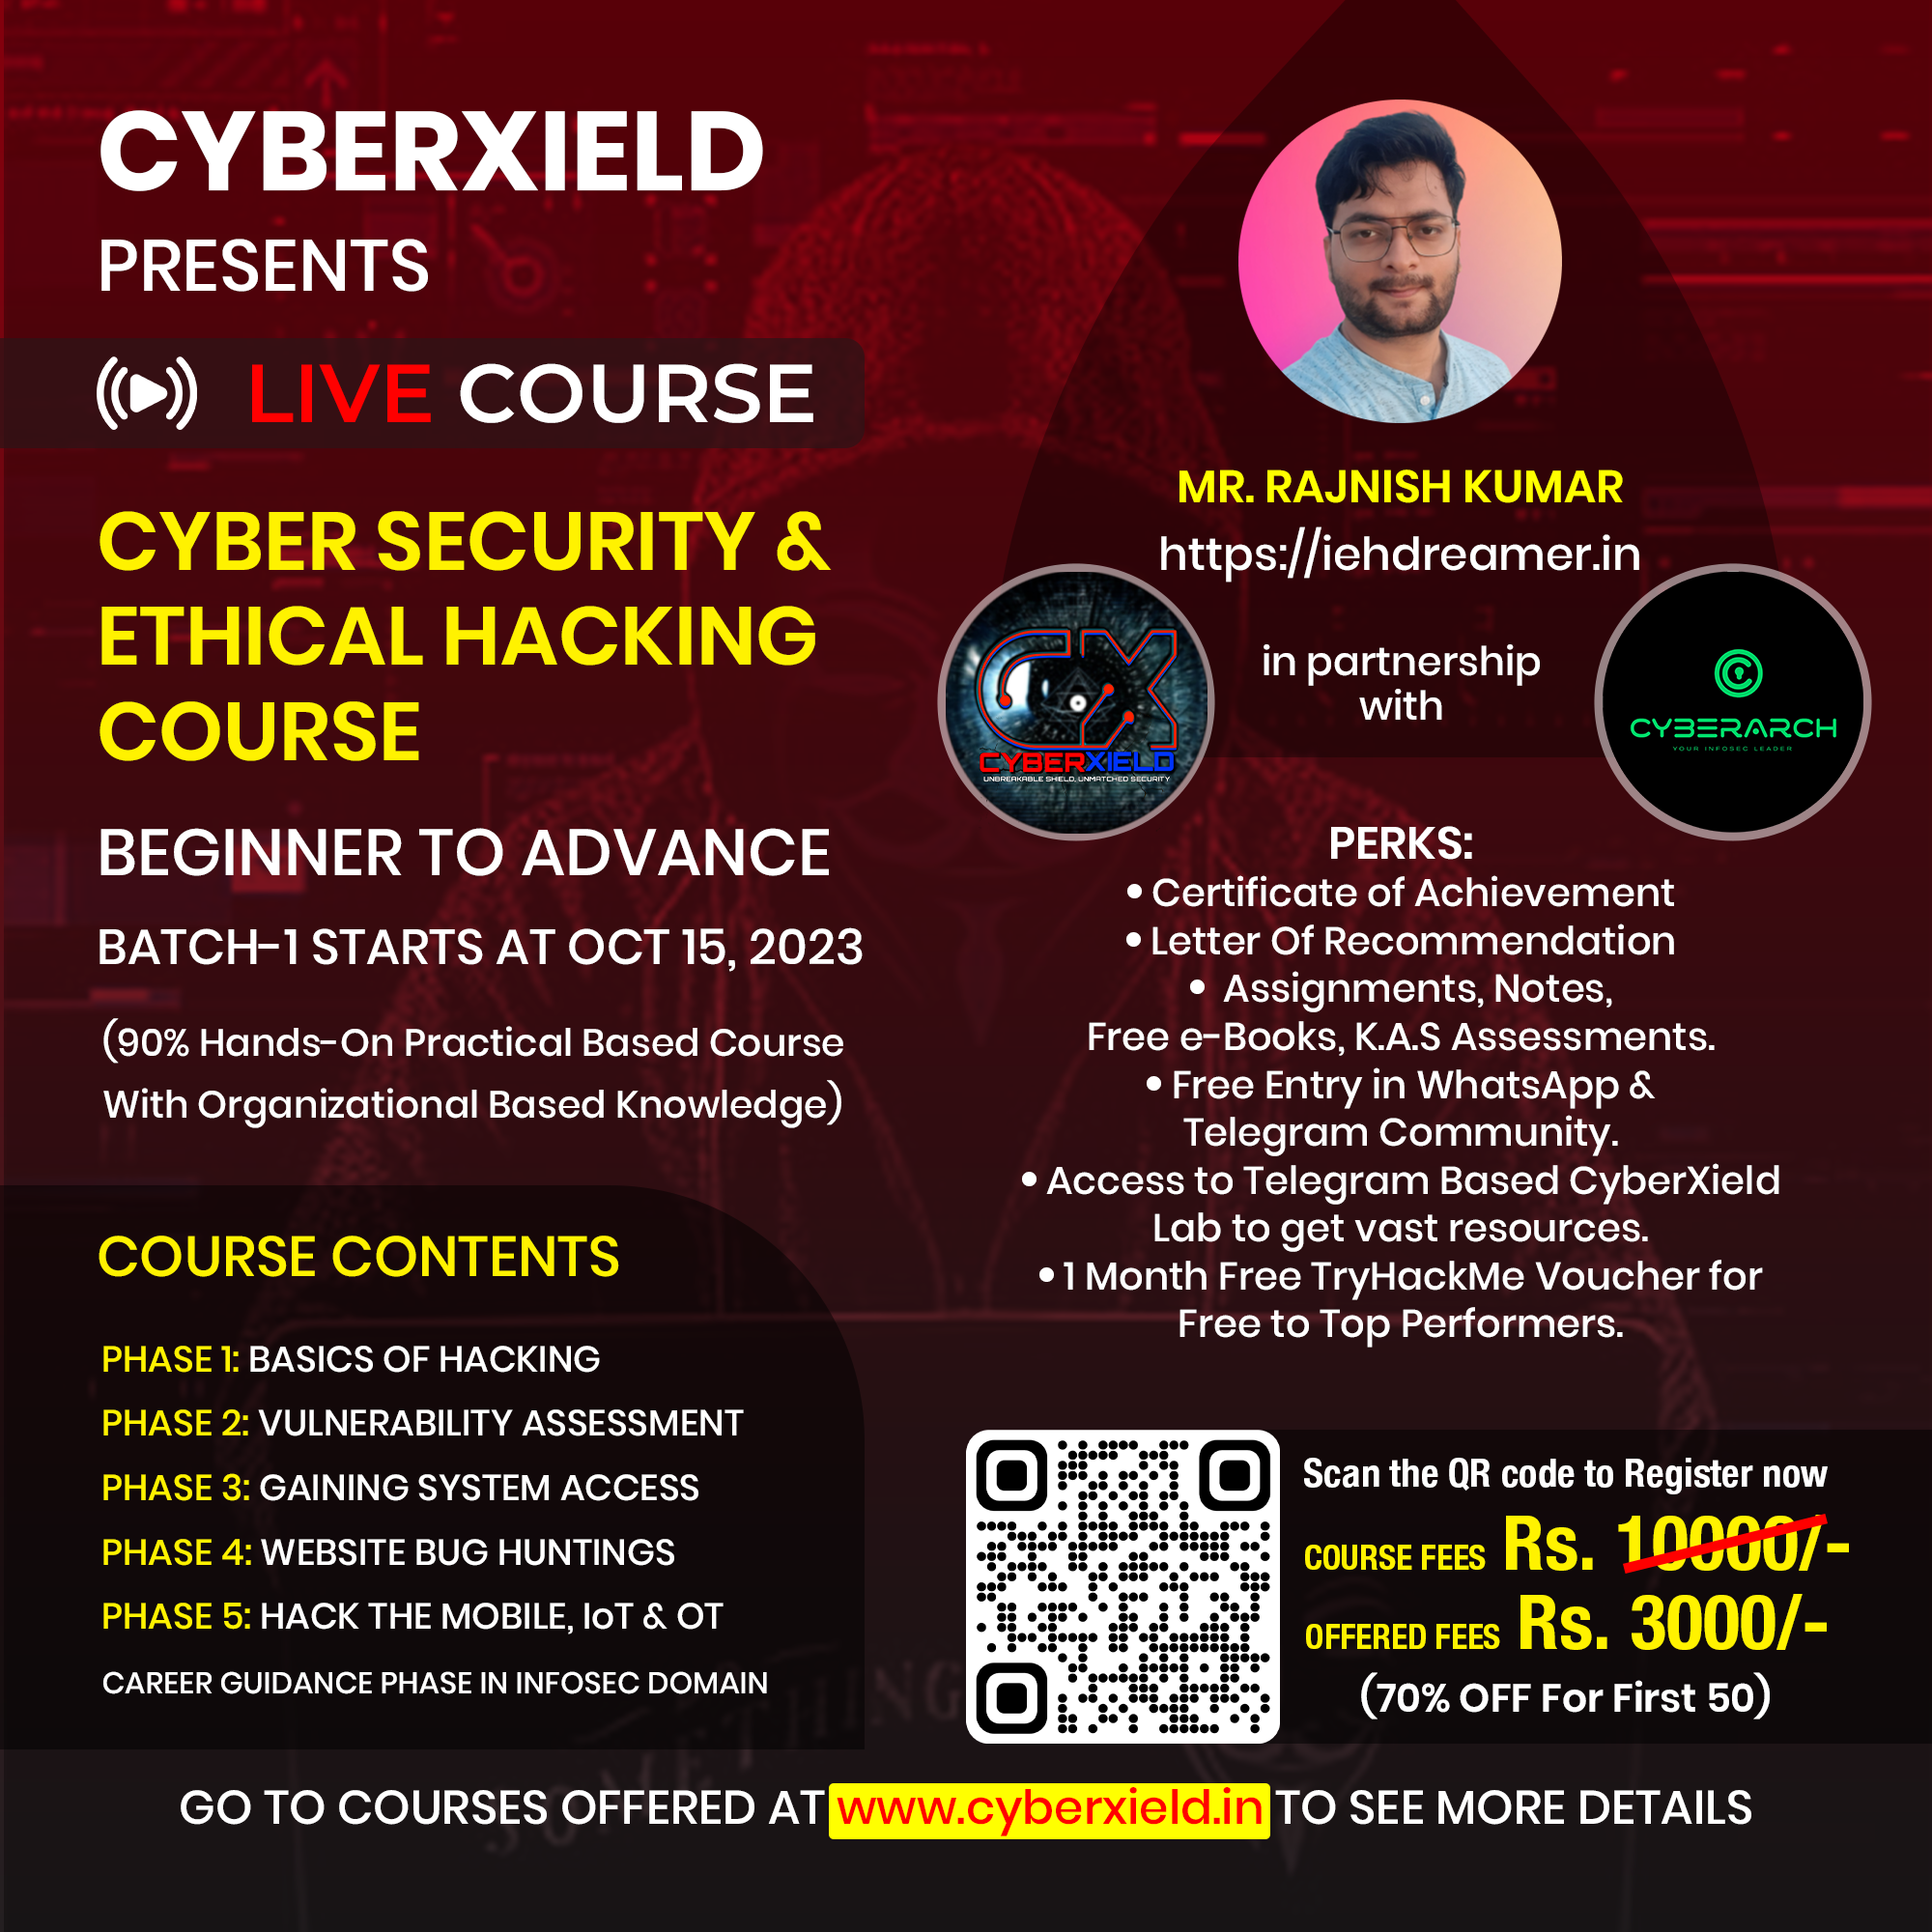 CYBERXIELD
PRESENTS
LIVE COURSE
CYBER SECURITY &
ETHICAL HACKING
COURSE
BEGINNER TO ADVANCE
BATCH-1 STARTS AT OCT 15, 2023
(90% Hands-On Practical Based Course
With Organizational Based Knowledge)
COURSE CONTENTS
PHASE 1: BASICS OF HACKING
PHASE 2: VULNERABILITY ASSESSMENT
PHASE 3: GAINING SYSTEM ACCESS
PHASE 4: WEBSITE BUG HUNTINGS
PHASE 5: HACK THE MOBILE, IoT & OT
CAREER GUIDANCE PHASE IN INFOSEC DOMAIN
MR. RAJNISH KUMAR
https://iehdreamer.in
CX
CYBERXIELD
UNBREAKABLE SHIELD, UNMATCHED SECURITY
in partnership
with
CYBERARCH
YOUR INFOSEC LEADER
PERKS:
• Certificate of Achievement
• Letter Of Recommendation
• Assignments, Notes,
Free e-Books, K.A.S Assessments.
• Free Entry in WhatsApp &
Telegram Community.
• Access to Telegram Based CyberXield
Lab to get vast resources.
• 1 Month Free TryHackMe Voucher for
Free to Top Performers.
Scan the QR code to Register now
COURSE FEES Rs. 10000/-
OFFERED FEES Rs. 3000/-
(70% OFF For First 50)
SOMETHING
GO TO COURSES OFFERED AT www.cyberxield.in TO SEE MORE DETAILS